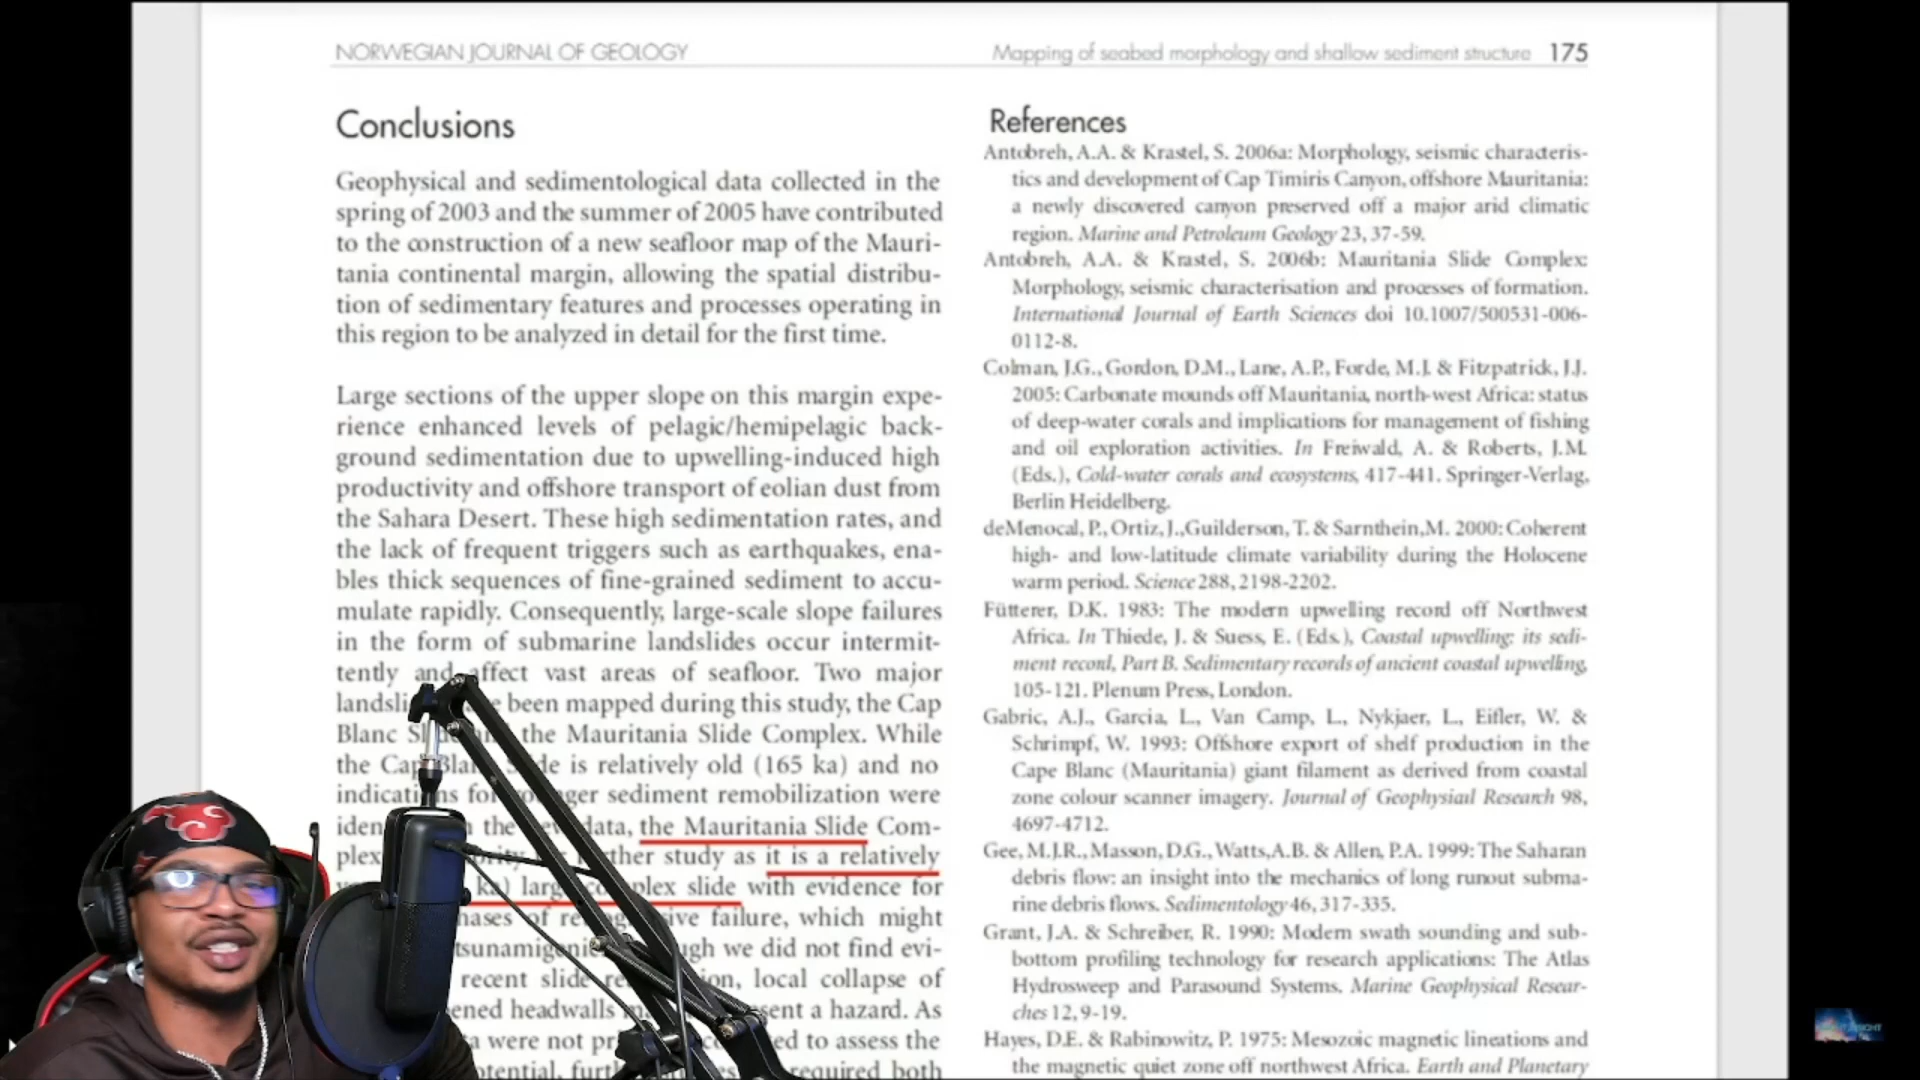 NORWEGIAN JOURNAL OF GEOLOGY
Mapping of seabed morphology and shallow sediment structure 175
Conclusions
Geophysical and sedimentological data collected in the
spring of 2003 and the summer of 2005 have contributed
to the construction of a new seafloor map of the Mauri-
tania continental margin, allowing the spatial distribu-
tion of sedimentary features and processes operating in
this region to be analyzed in detail for the first time.
Large sections of the upper slope on this margin expe-
rience enhanced levels of pelagic/hemipelagic back-
ground sedimentation due to upwelling-induced high
productivity and offshore transport of eolian dust from
the Sahara Desert. These high sedimentation rates, and
the lack of frequent triggers such as earthquakes, ena-
bles thick sequences of fine-grained sediment to accu-
mulate rapidly. Consequently, large-scale slope failures
in the form of submarine landslides occur intermit-
tently and affect vast areas of seafloor. Two major
been mapped during this study, the Cap
Blanc the Mauritania Slide Complex. While
the Cap is relatively old (165 ka) and no
sediment remobilization were
the data, the Mauritania Slide Com-
plex further study as it is a relatively
ka) large complex slide with evidence for
of failure, which might
we did not find evi-
recent slide local collapse of
headwalls a hazard. As
were not to assess the
required both
References
Antobreh, A.A. & Krastel, S. 2006a: Morphology, seismic characteris-
tics and development of Cap Timiris Canyon, offshore Mauritania:
a newly discovered canyon preserved off a major arid climatic
region. Marine and Petroleum Geology 23, 37-59.
Antobreh, A.A. & Krastel, S. 2006b: Mauritania Slide Complex:
Morphology, seismic characterisation and processes of formation.
International Journal of Earth Sciences doi 10.1007/500531-006-
0112-8.
Colman, J.G., Gordon, D.M., Lane, A.P., Forde, M.J. & Fitzpatrick, J.J.
2005: Carbonate mounds off Mauritania, north-west Africa: status
of deep-water corals and implications for management of fishing
and oil exploration activities. In Freiwald, A. & Roberts, J.M.
(Eds.), Cold-water corals and ecosystems, 417-441. Springer-Verlag,
Berlin Heidelberg.
deMenocal, P., Ortiz, J.,Guilderson, T. & Sarnthein,M. 2000: Coherent
high- and low-latitude climate variability during the Holocene
warm period. Science 288, 2198-2202.
Fütterer, D.K. 1983: The modern upwelling record off Northwest
Africa. In Thiede, J. & Suess, E. (Eds.), Coastal upwelling: its sedi-
ment record, Part B. Sedimentary records of ancient coastal upwelling,
105-121. Plenum Press, London.
Gabric, A.J., Garcia, L., Van Camp, L., Nykjaer, L., Eifler, W. &
Schrimpf, W. 1993: Offshore export of shelf production in the
Cape Blanc (Mauritania) giant filament as derived from coastal
zone colour scanner imagery. Journal of Geophysial Research 98,
4697-4712.
Gee, M.J.R., Masson, D.G., Watts,A.B. & Allen, P.A. 1999: The Saharan
debris flow: an insight into the mechanics of long runout subma-
rine debris flows. Sedimentology 46, 317-335.
Grant, J.A. & Schreiber, R. 1990: Modern swath sounding and sub-
bottom profiling technology for research applications: The Atlas
Hydrosweep and Parasound Systems. Marine Geophysical Resear-
ches 12, 9-19.
Hayes, D.E. & Rabinowitz, P. 1975: Mesozoic magnetic lineations and
the magnetic quiet zone off northwest Africa. Earth and Planetary